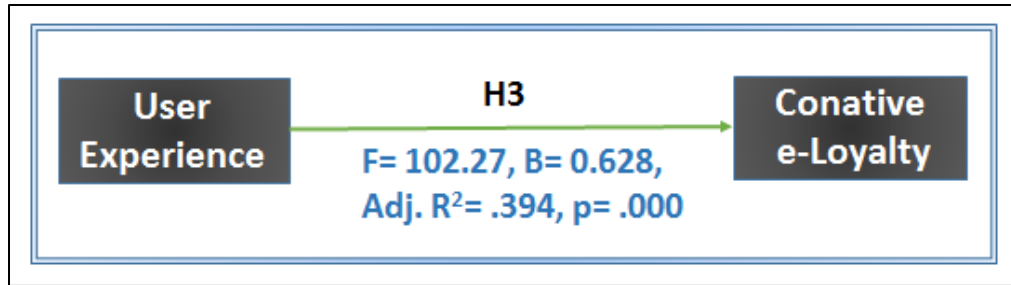 User
Experience
H3
F= 102.27, B= 0.628,
Adj. R²= .394, p= .000
Conative
e-Loyalty